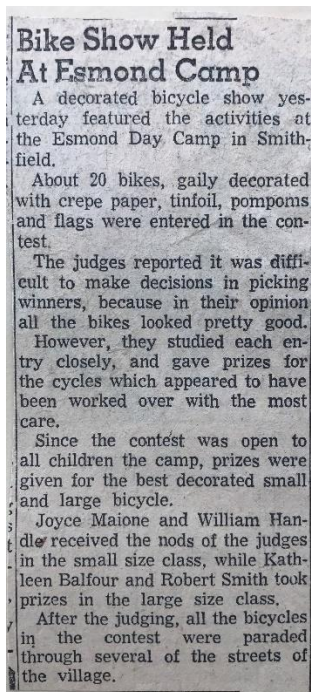 Bike Show Held
At Esmond Camp
A decorated bicycle show yes-
terday featured the activities at
the Esmond Day Camp in Smith-
field.
About 20 bikes, gaily decorated
with crepe paper, tinfoil, pompoms
and flags were entered in the con-
test.
The judges reported it was diffi-
cult to make decisions in picking
winners, because in their opinion
all the bikes looked pretty good.
However, they studied each en-
try closely, and gave prizes for
the cycles which appeared to have
been worked over with the most
care.
Since the contest was open to
all children the camp, prizes were
given for the best decorated small
and large bicycle.
Joyce Maione and William Han-
dle received the nods of the judges
in the small size class, while Kath-
leen Balfour and Robert Smith took
prizes in the large size class.
After the judging, all the bicycles
in the contest were paraded
through several of the streets of
the village.